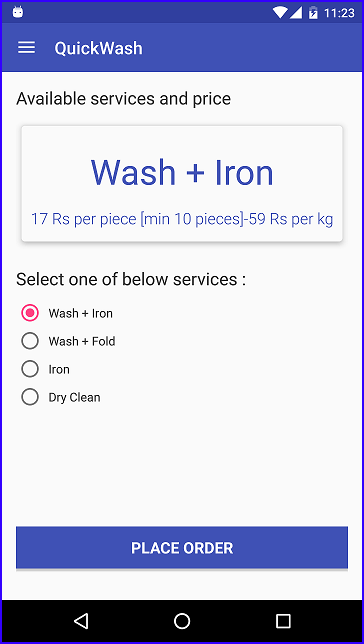 11:23
QuickWash
Available services and price
Wash + Iron
17 Rs per piece [min 10 pieces]-59 Rs per kg
Select one of below services :
Wash + Iron
Wash + Fold
Iron
Dry Clean
PLACE ORDER